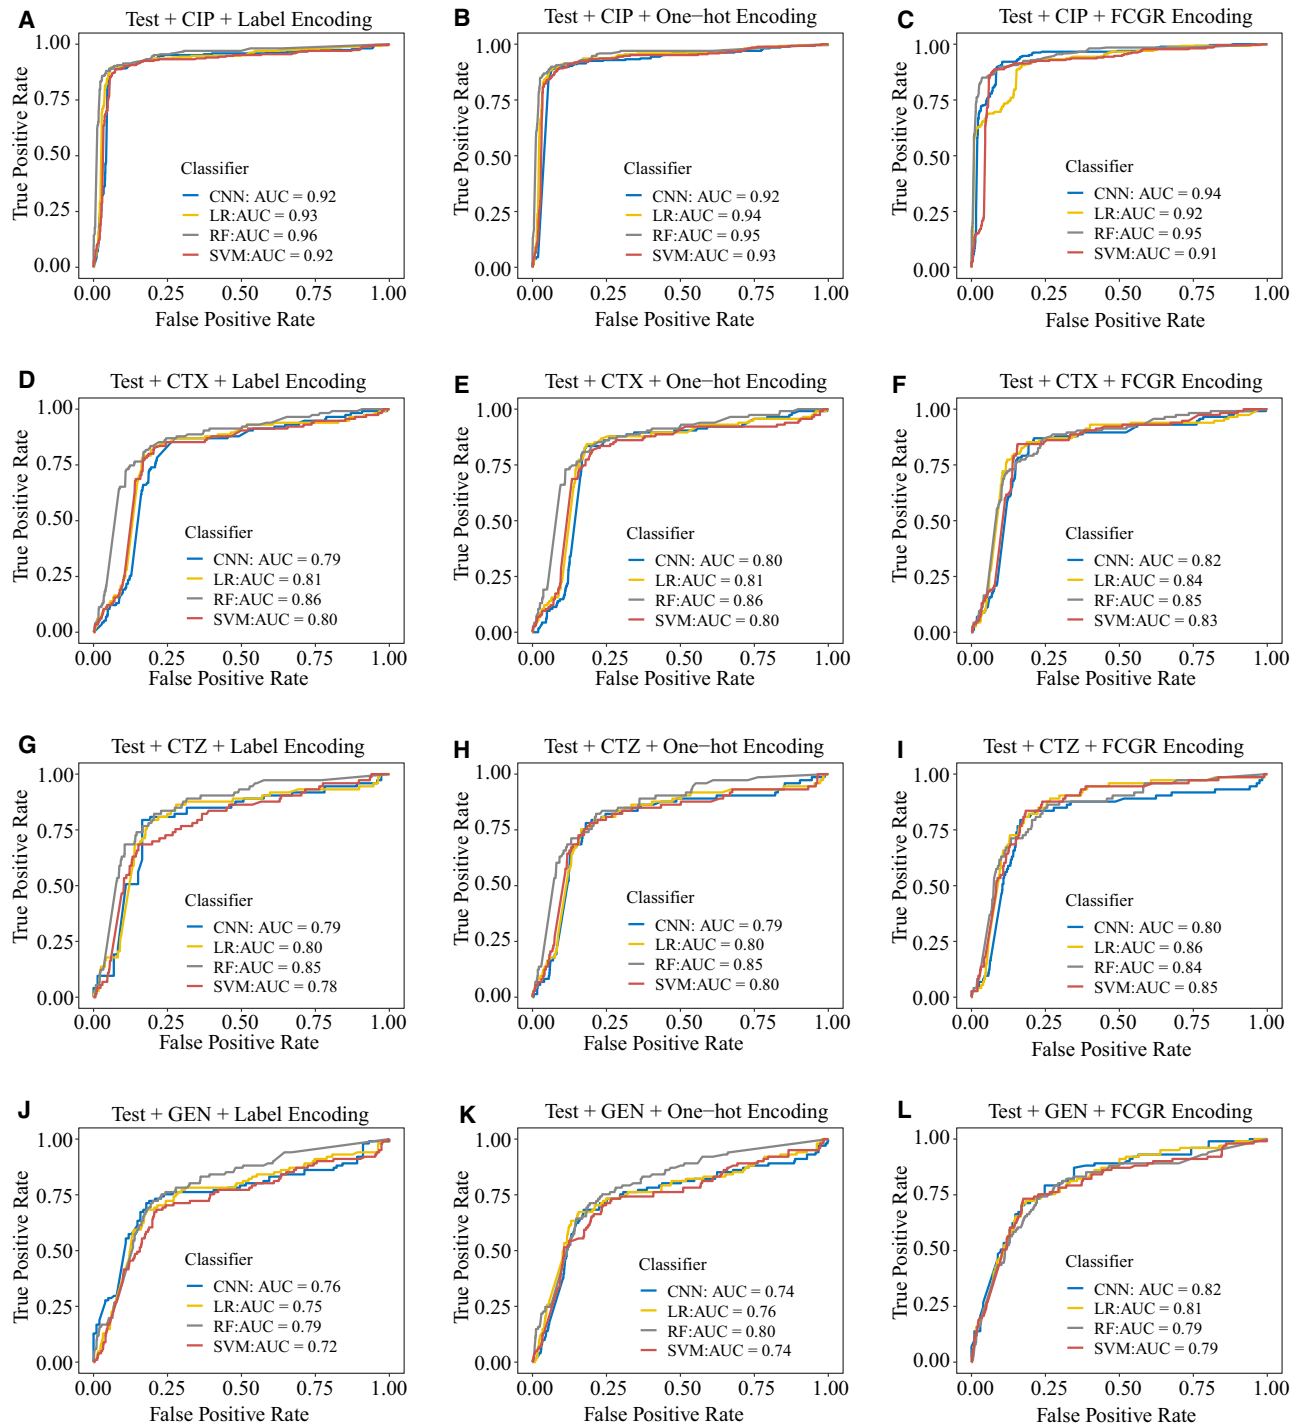 A
Test + CIP + Label Encoding
True Positive Rate
1.00
0.75
0.50
0.25
0.00
Classifier
CNN: AUC = 0.92
LR:AUC = 0.93
RF:AUC = 0.96
SVM:AUC = 0.92
0.00 0.25 0.50 0.75 1.00
False Positive Rate
B
Test + CIP + One−hot Encoding
True Positive Rate
1.00
0.75
0.50
0.25
0.00
Classifier
CNN: AUC = 0.92
LR:AUC = 0.94
RF:AUC = 0.95
SVM:AUC = 0.93
0.00 0.25 0.50 0.75 1.00
False Positive Rate
C
Test + CIP + FCGR Encoding
True Positive Rate
1.00
0.75
0.50
0.25
0.00
Classifier
CNN: AUC = 0.94
LR:AUC = 0.92
RF:AUC = 0.95
SVM:AUC = 0.91
0.00 0.25 0.50 0.75 1.00
False Positive Rate
D
Test + CTX + Label Encoding
True Positive Rate
1.00
0.75
0.50
0.25
0.00
Classifier
CNN: AUC = 0.79
LR:AUC = 0.81
RF:AUC = 0.86
SVM:AUC = 0.80
0.00 0.25 0.50 0.75 1.00
False Positive Rate
E
Test + CTX + One−hot Encoding
True Positive Rate
1.00
0.75
0.50
0.25
0.00
Classifier
CNN: AUC = 0.80
LR:AUC = 0.81
RF:AUC = 0.86
SVM:AUC = 0.80
0.00 0.25 0.50 0.75 1.00
False Positive Rate
F
Test + CTX + FCGR Encoding
True Positive Rate
1.00
0.75
0.50
0.25
0.00
Classifier
CNN: AUC = 0.82
LR:AUC = 0.84
RF:AUC = 0.85
SVM:AUC = 0.83
0.00 0.25 0.50 0.75 1.00
False Positive Rate
G
Test + CTZ + Label Encoding
True Positive Rate
1.00
0.75
0.50
0.25
0.00
Classifier
CNN: AUC = 0.79
LR:AUC = 0.80
RF:AUC = 0.85
SVM:AUC = 0.78
0.00 0.25 0.50 0.75 1.00
False Positive Rate
H
Test + CTZ + One−hot Encoding
True Positive Rate
1.00
0.75
0.50
0.25
0.00
Classifier
CNN: AUC = 0.79
LR:AUC = 0.80
RF:AUC = 0.85
SVM:AUC = 0.80
0.00 0.25 0.50 0.75 1.00
False Positive Rate
I
Test + CTZ + FCGR Encoding
True Positive Rate
1.00
0.75
0.50
0.25
0.00
Classifier
CNN: AUC = 0.80
LR:AUC = 0.86
RF:AUC = 0.84
SVM:AUC = 0.85
0.00 0.25 0.50 0.75 1.00
False Positive Rate
J
Test + GEN + Label Encoding
True Positive Rate
1.00
0.75
0.50
0.25
0.00
Classifier
CNN: AUC = 0.76
LR:AUC = 0.75
RF:AUC = 0.79
SVM:AUC = 0.72
0.00 0.25 0.50 0.75 1.00
False Positive Rate
K
Test + GEN + One−hot Encoding
True Positive Rate
1.00
0.75
0.50
0.25
0.00
Classifier
CNN: AUC = 0.74
LR:AUC = 0.76
RF:AUC = 0.80
SVM:AUC = 0.74
0.00 0.25 0.50 0.75 1.00
False Positive Rate
L
Test + GEN + FCGR Encoding
True Positive Rate
1.00
0.75
0.50
0.25
0.00
Classifier
CNN: AUC = 0.82
LR:AUC = 0.81
RF:AUC = 0.79
SVM:AUC = 0.79
0.00 0.25 0.50 0.75 1.00
False Positive Rate